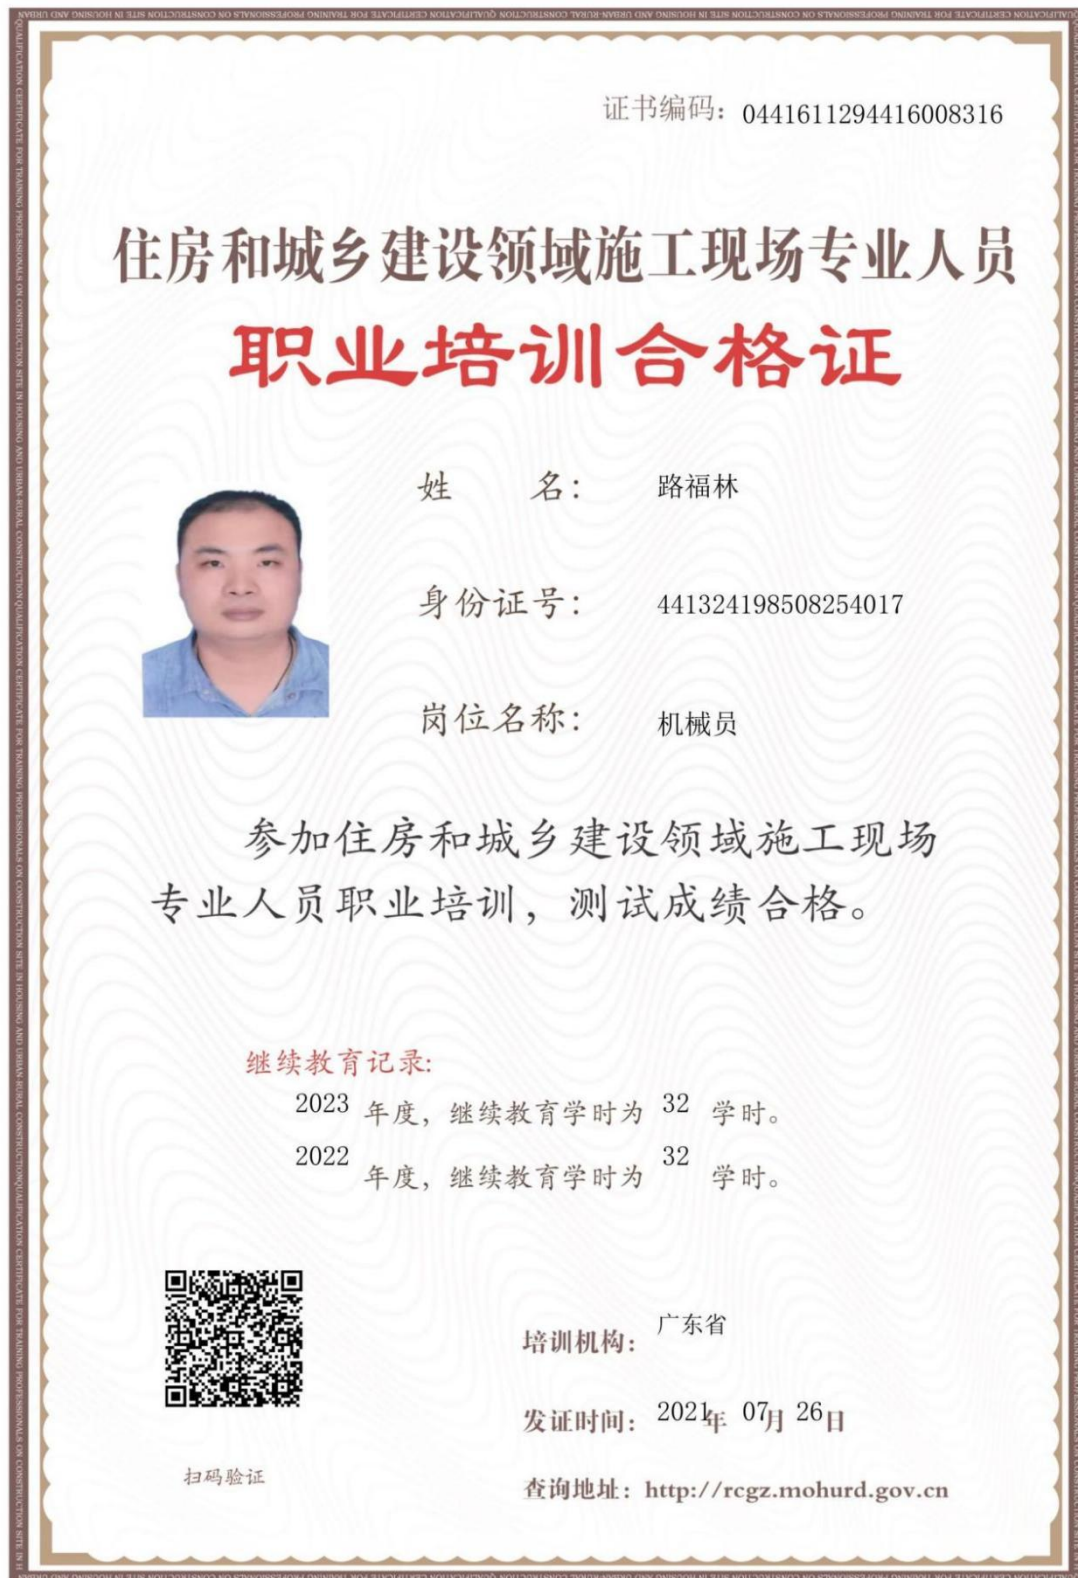 证书编码：0441611294416008316
住房和城乡建设领域施工现场专业人员
职业培训合格证
姓 名： 路福林
身份证号： 441324198508254017
岗位名称： 机械员
参加住房和城乡建设领域施工现场
专业人员职业培训，测试成绩合格。
继续教育记录:
2023 年度，继续教育学时为 32 学时。
2022 年度，继续教育学时为 32 学时。
培训机构： 广东省
发证时间： 2021年 07月 26日
扫码验证
查询地址：http://rcgz.mohurd.gov.cn